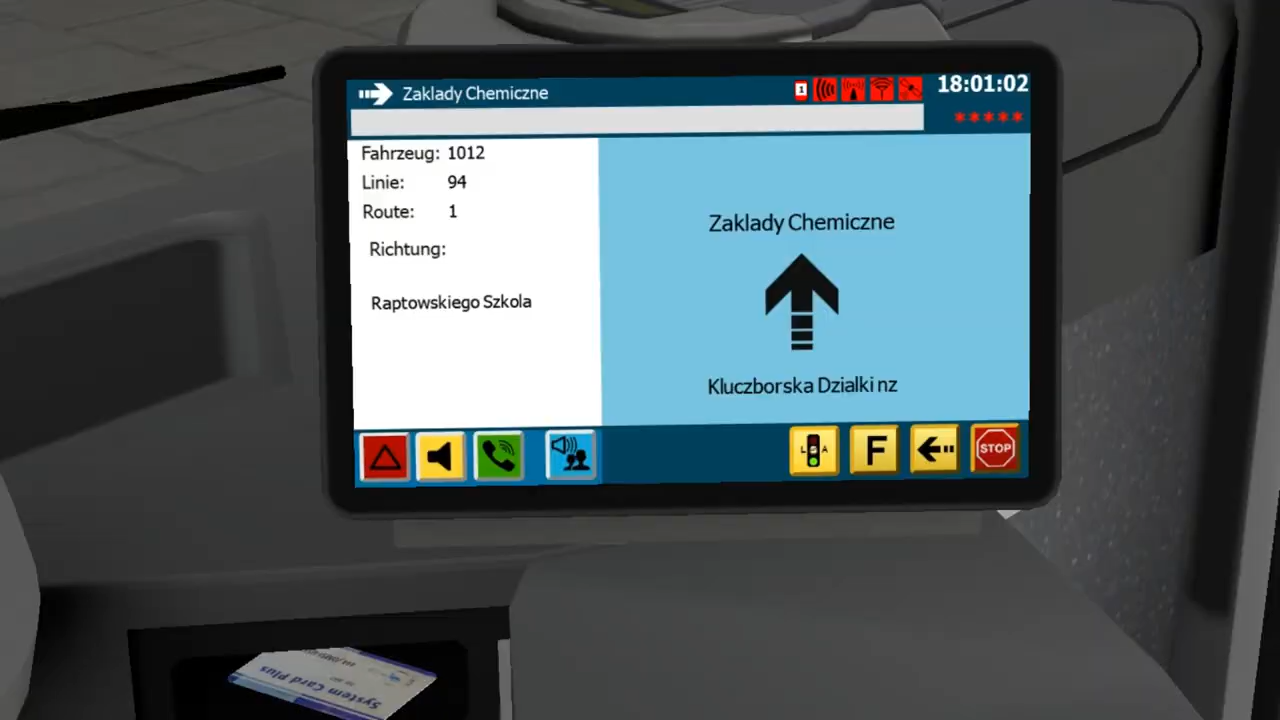 Zaklady Chemiczne
1
18:01:02
*****
Fahrzeug: 1012
Linie: 94
Route: 1
Richtung:
Raptowskiego Szkola
Zaklady Chemiczne
Kluczborska Dzialki nz
L A
F
STOP
System Card Plus